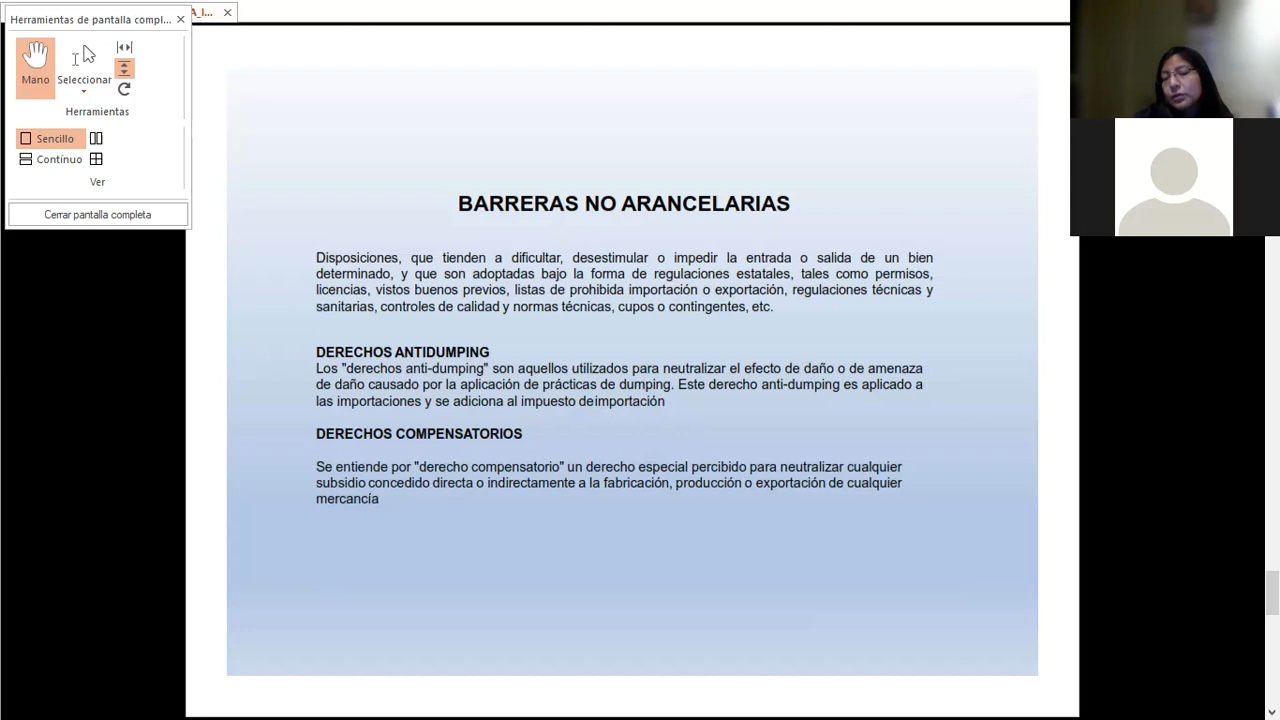 Herramientas de pantalla compl...
A_I...
Mano
Seleccionar
Herramientas
Sencillo
Contínuo
Ver
Cerrar pantalla completa
BARRERAS NO ARANCELARIAS
Disposiciones, que tienden a dificultar, desestimular o impedir la entrada o salida de un bien
determinado, y que son adoptadas bajo la forma de regulaciones estatales, tales como permisos,
licencias, vistos buenos previos, listas de prohibida importación o exportación, regulaciones técnicas y
sanitarias, controles de calidad y normas técnicas, cupos o contingentes, etc.
DERECHOS ANTIDUMPING
Los "derechos anti-dumping" son aquellos utilizados para neutralizar el efecto de daño o de amenaza
de daño causado por la aplicación de prácticas de dumping. Este derecho anti-dumping es aplicado a
las importaciones y se adiciona al impuesto deimportación
DERECHOS COMPENSATORIOS
Se entiende por "derecho compensatorio" un derecho especial percibido para neutralizar cualquier
subsidio concedido directa o indirectamente a la fabricación, producción o exportación de cualquier
mercancía